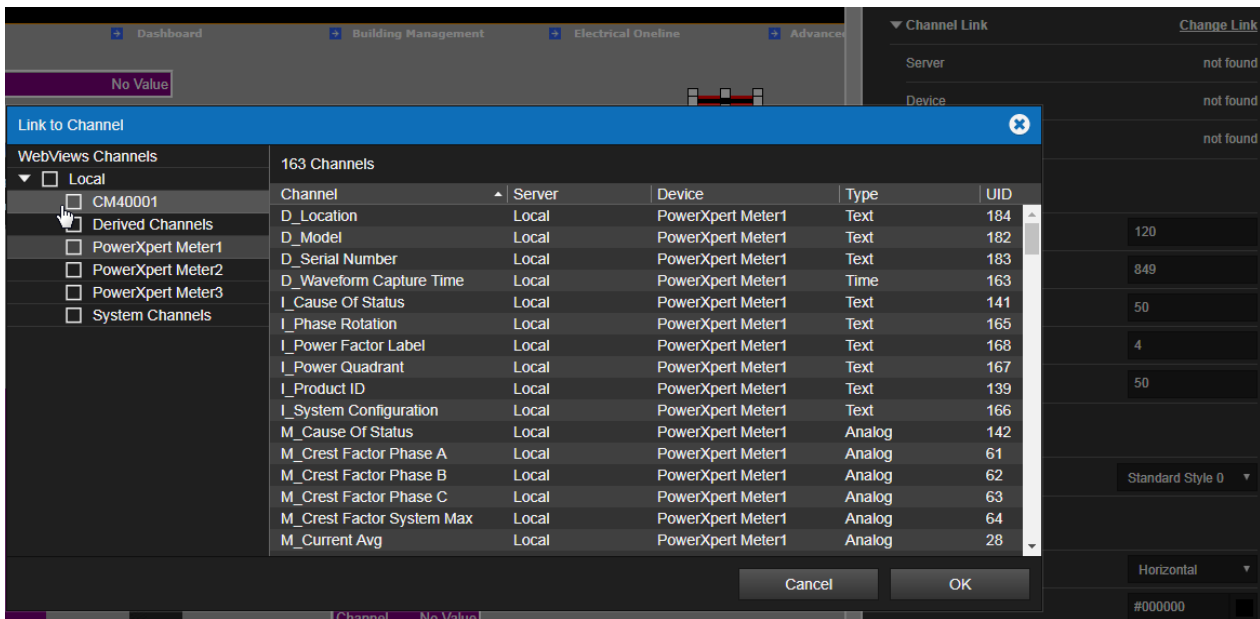 Dashboard
Building Management
Electrical Oneline
Advance
Channel Link
Change Link
Server
not found
No Value
Device
not found
Link to Channel
not found
WebViews Channels
163 Channels
Local
Channel Server Device Type UID
CM40001
D_Location Local PowerXpert Meter1 Text 184
Derived Channels
120
D_Model Local PowerXpert Meter1 Text 182
PowerXpert Meter1
D_Serial Number Local PowerXpert Meter1 Text 183
PowerXpert Meter2
849
D_Waveform Capture Time Local PowerXpert Meter1 Time 163
PowerXpert Meter3
I_Cause Of Status Local PowerXpert Meter1 Text 141
50
System Channels
I_Phase Rotation Local PowerXpert Meter1 Text 165
I_Power Factor Label Local PowerXpert Meter1 Text 168
4
I_Power Quadrant Local PowerXpert Meter1 Text 167
I_Product ID Local PowerXpert Meter1 Text 139
50
I_System Configuration Local PowerXpert Meter1 Text 166
M_Cause Of Status Local PowerXpert Meter1 Analog 142
M_Crest Factor Phase A Local PowerXpert Meter1 Analog 61
M_Crest Factor Phase B Local PowerXpert Meter1 Analog 62
Standard Style 0
M_Crest Factor Phase C Local PowerXpert Meter1 Analog 63
M_Crest Factor System Max Local PowerXpert Meter1 Analog 64
M_Current Avg Local PowerXpert Meter1 Analog 28
Horizontal
Cancel
OK
#000000
Channel No Value